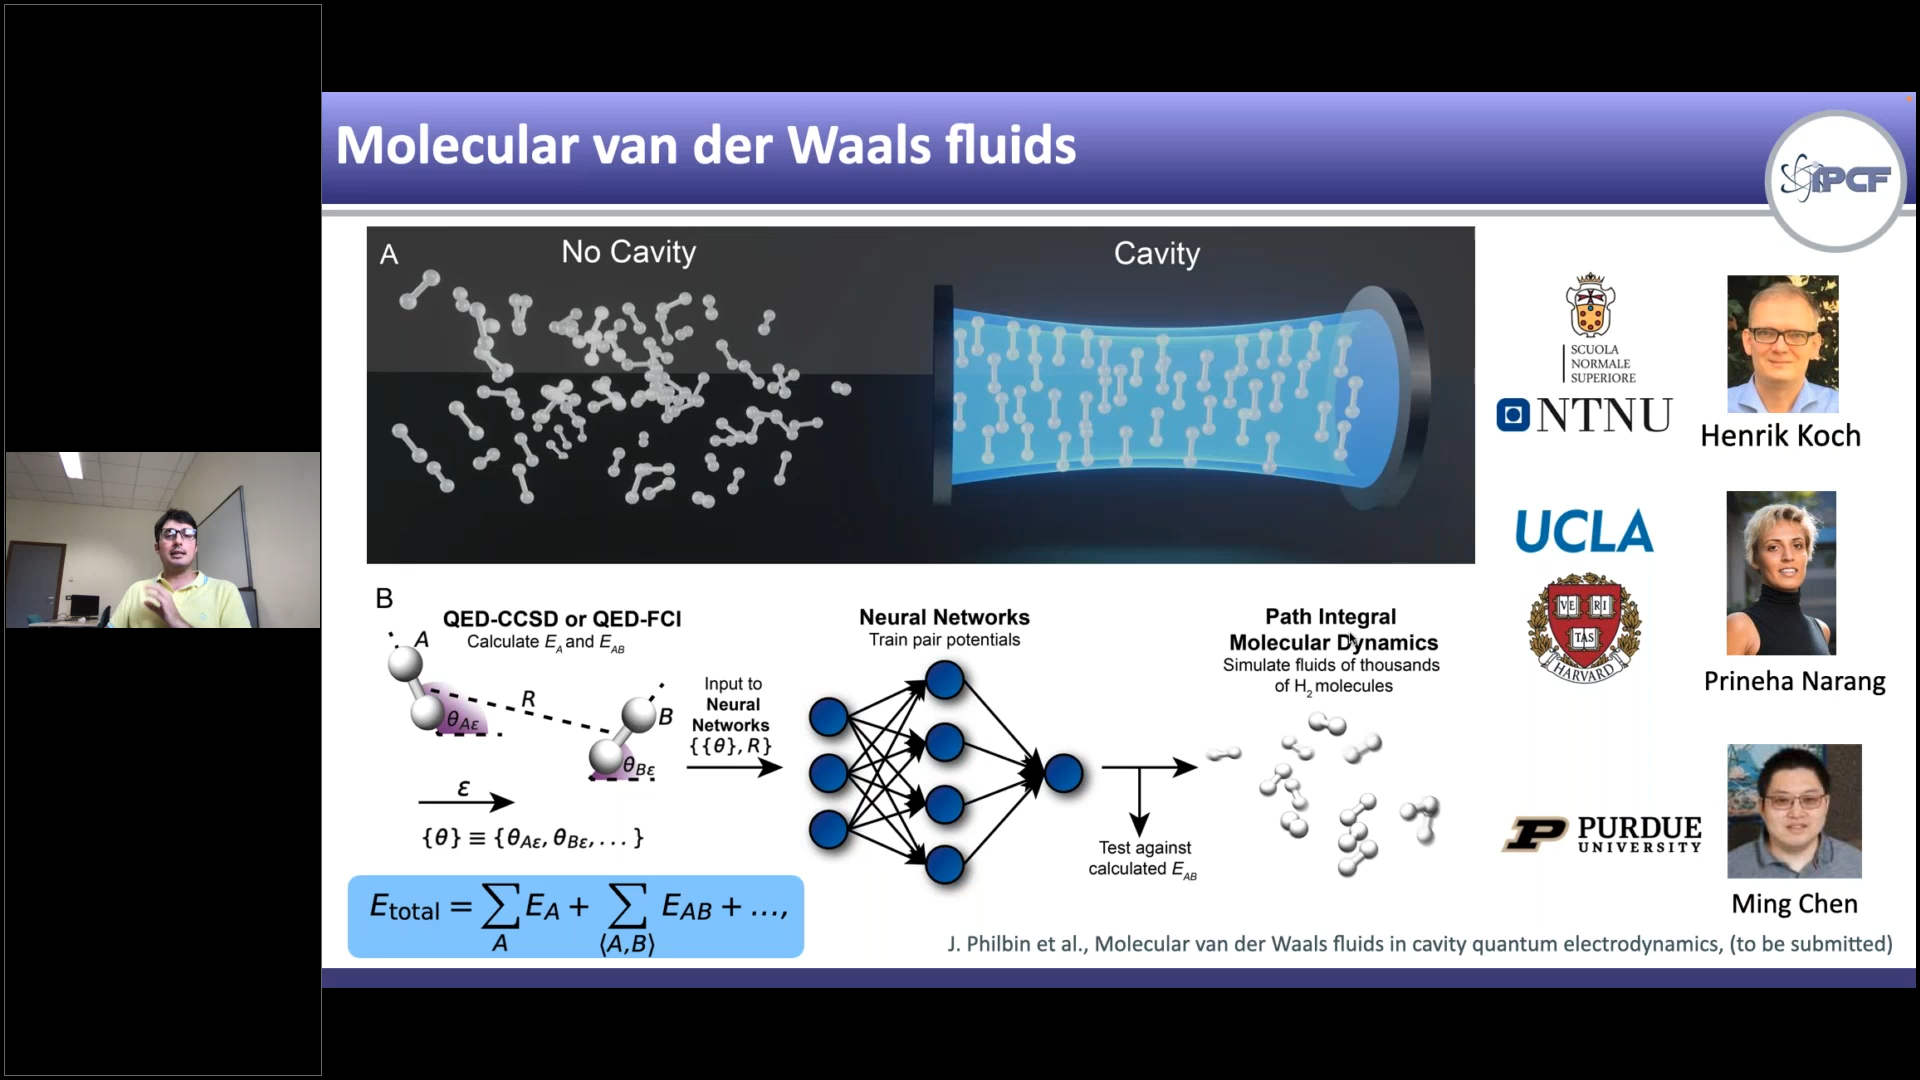 Molecular van der Waals fluids
IPCF
A
No Cavity
Cavity
SCUOLA
NORMALE
SUPERIORE
NTNU
Henrik Koch
UCLA
VE RI
TAS
HARVARD
Prineha Narang
PURDUE
UNIVERSITY
Ming Chen
B
QED-CCSD or QED-FCI
Calculate E_A and E_AB
A
R
B
θ_Aε
θ_Bε
ε
{θ} ≡ {θ_Aε, θ_Bε, . . . }
Input to
Neural
Networks
{{θ}, R}
Neural Networks
Train pair potentials
Test against
calculated E_AB
Path Integral
Molecular Dynamics
Simulate fluids of thousands
of H₂ molecules
E_total = ∑_A E_A + ∑_⟨A,B⟩ E_AB + ...,
J. Philbin et al., Molecular van der Waals fluids in cavity quantum electrodynamics, (to be submitted)